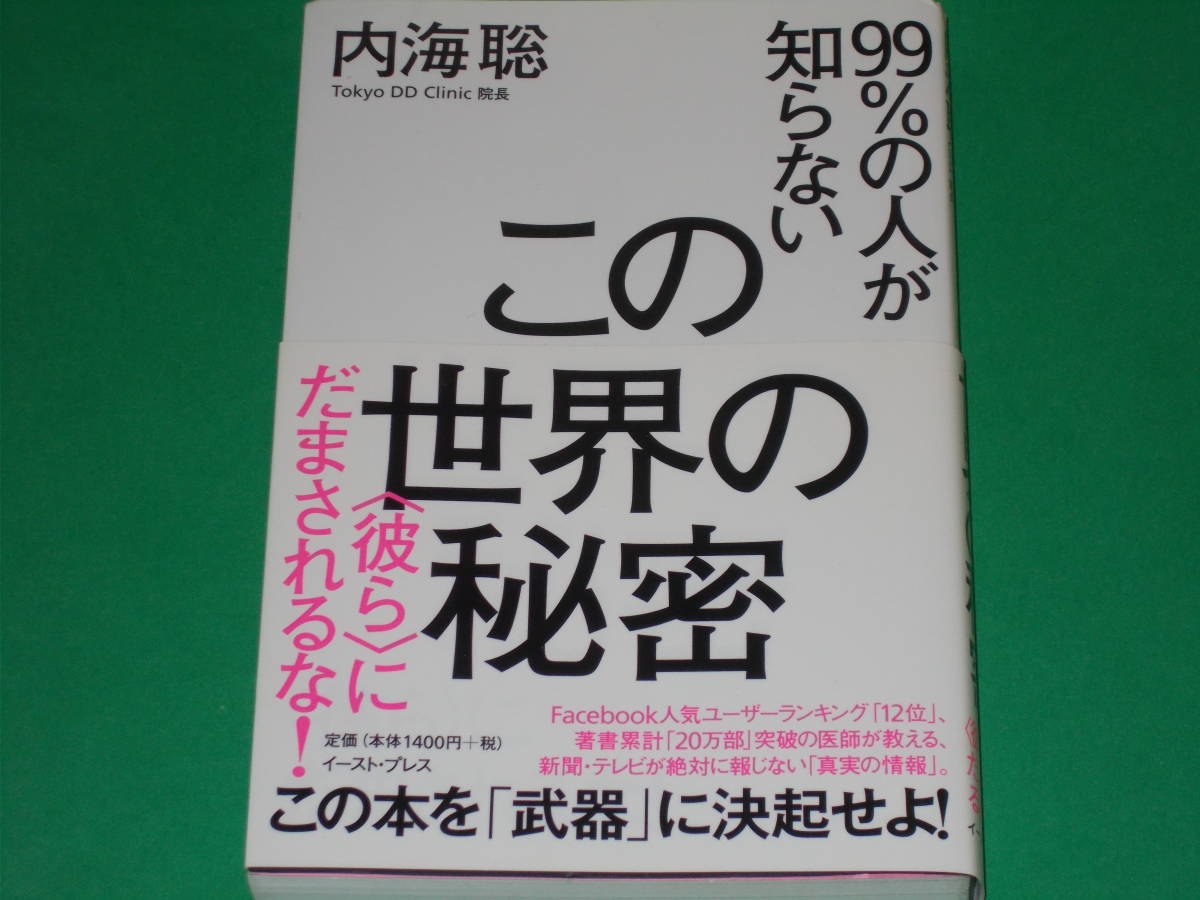 99%の人が
知らない
この
世界の
秘密
内海 聡
Tokyo DD Clinic 院長
〈彼ら〉に
だまされるな!
Facebook人気ユーザーランキング「12位」、
著書累計「20万部」突破の医師が教える、
新聞・テレビが絶対に報じない「真実の情報」。
定価(本体1400円+税)
イースト・プレス
この本を「武器」に決起せよ!